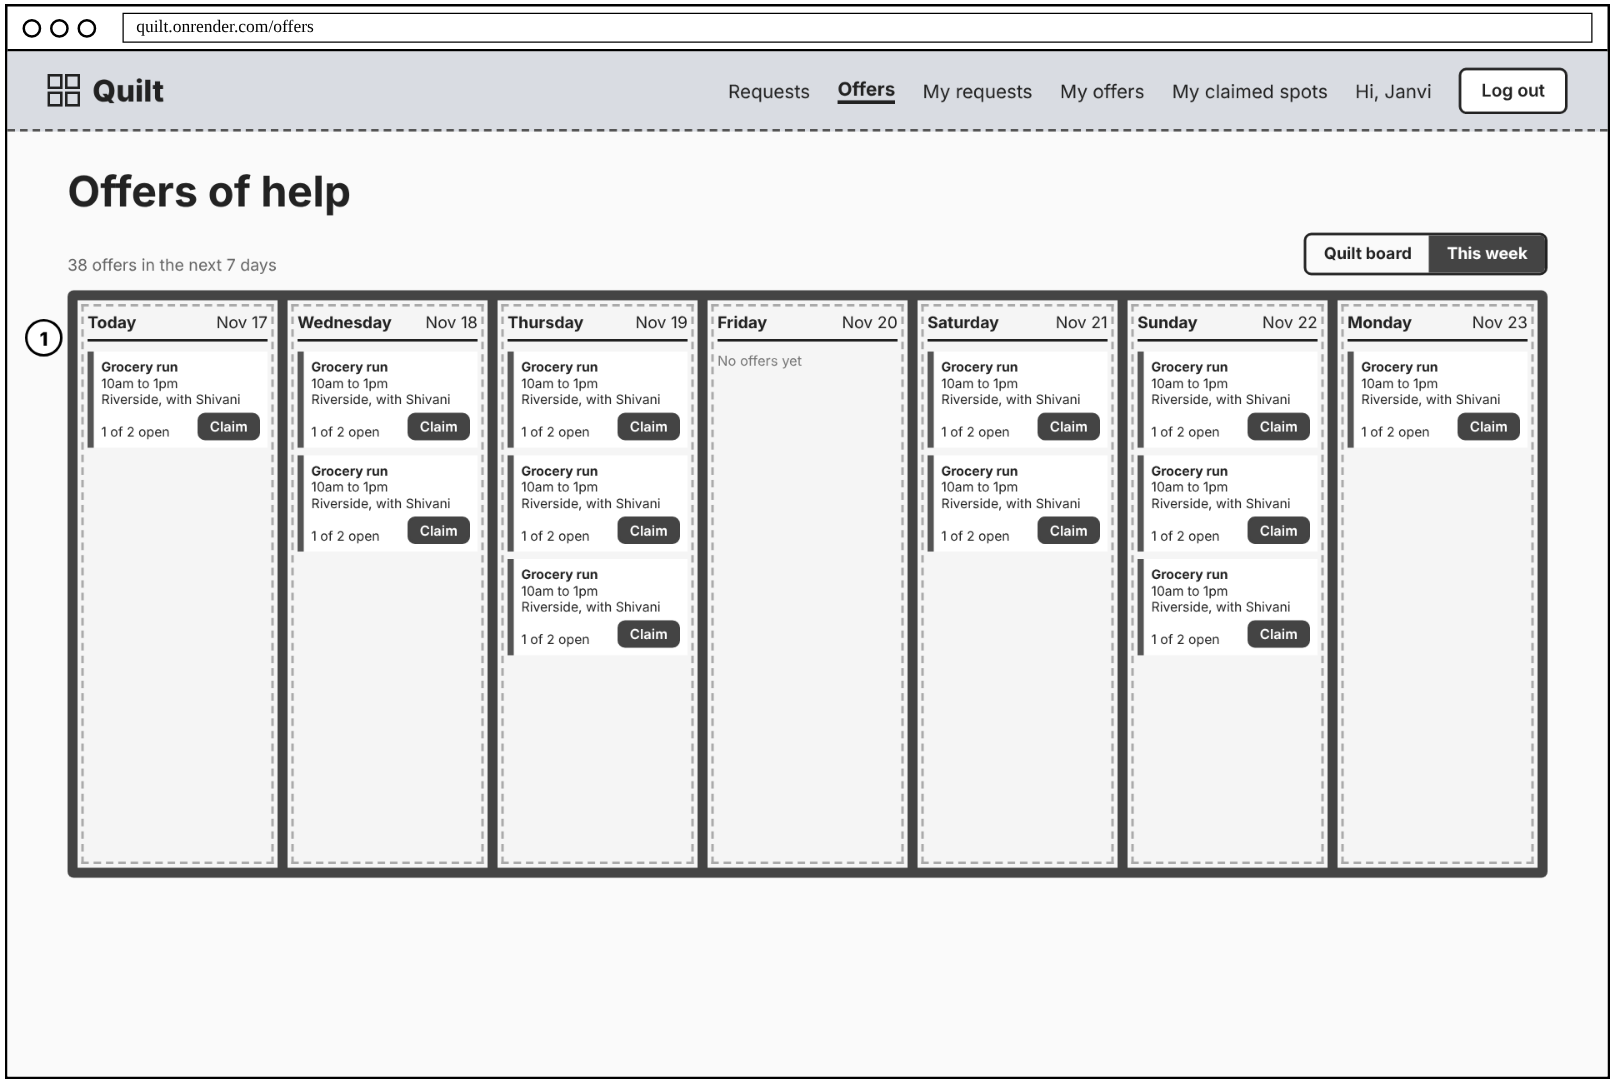 quilt.onrender.com/offers
Quilt
Requests Offers My requests My offers My claimed spots Hi, Janvi Log out
Offers of help
38 offers in the next 7 days
Quilt board This week
1
Today Nov 17
Grocery run
10am to 1pm
Riverside, with Shivani
1 of 2 open Claim
Wednesday Nov 18
Grocery run
10am to 1pm
Riverside, with Shivani
1 of 2 open Claim
Grocery run
10am to 1pm
Riverside, with Shivani
1 of 2 open Claim
Thursday Nov 19
Grocery run
10am to 1pm
Riverside, with Shivani
1 of 2 open Claim
Grocery run
10am to 1pm
Riverside, with Shivani
1 of 2 open Claim
Grocery run
10am to 1pm
Riverside, with Shivani
1 of 2 open Claim
Friday Nov 20
No offers yet
Saturday Nov 21
Grocery run
10am to 1pm
Riverside, with Shivani
1 of 2 open Claim
Grocery run
10am to 1pm
Riverside, with Shivani
1 of 2 open Claim
Sunday Nov 22
Grocery run
10am to 1pm
Riverside, with Shivani
1 of 2 open Claim
Grocery run
10am to 1pm
Riverside, with Shivani
1 of 2 open Claim
Grocery run
10am to 1pm
Riverside, with Shivani
1 of 2 open Claim
Monday Nov 23
Grocery run
10am to 1pm
Riverside, with Shivani
1 of 2 open Claim